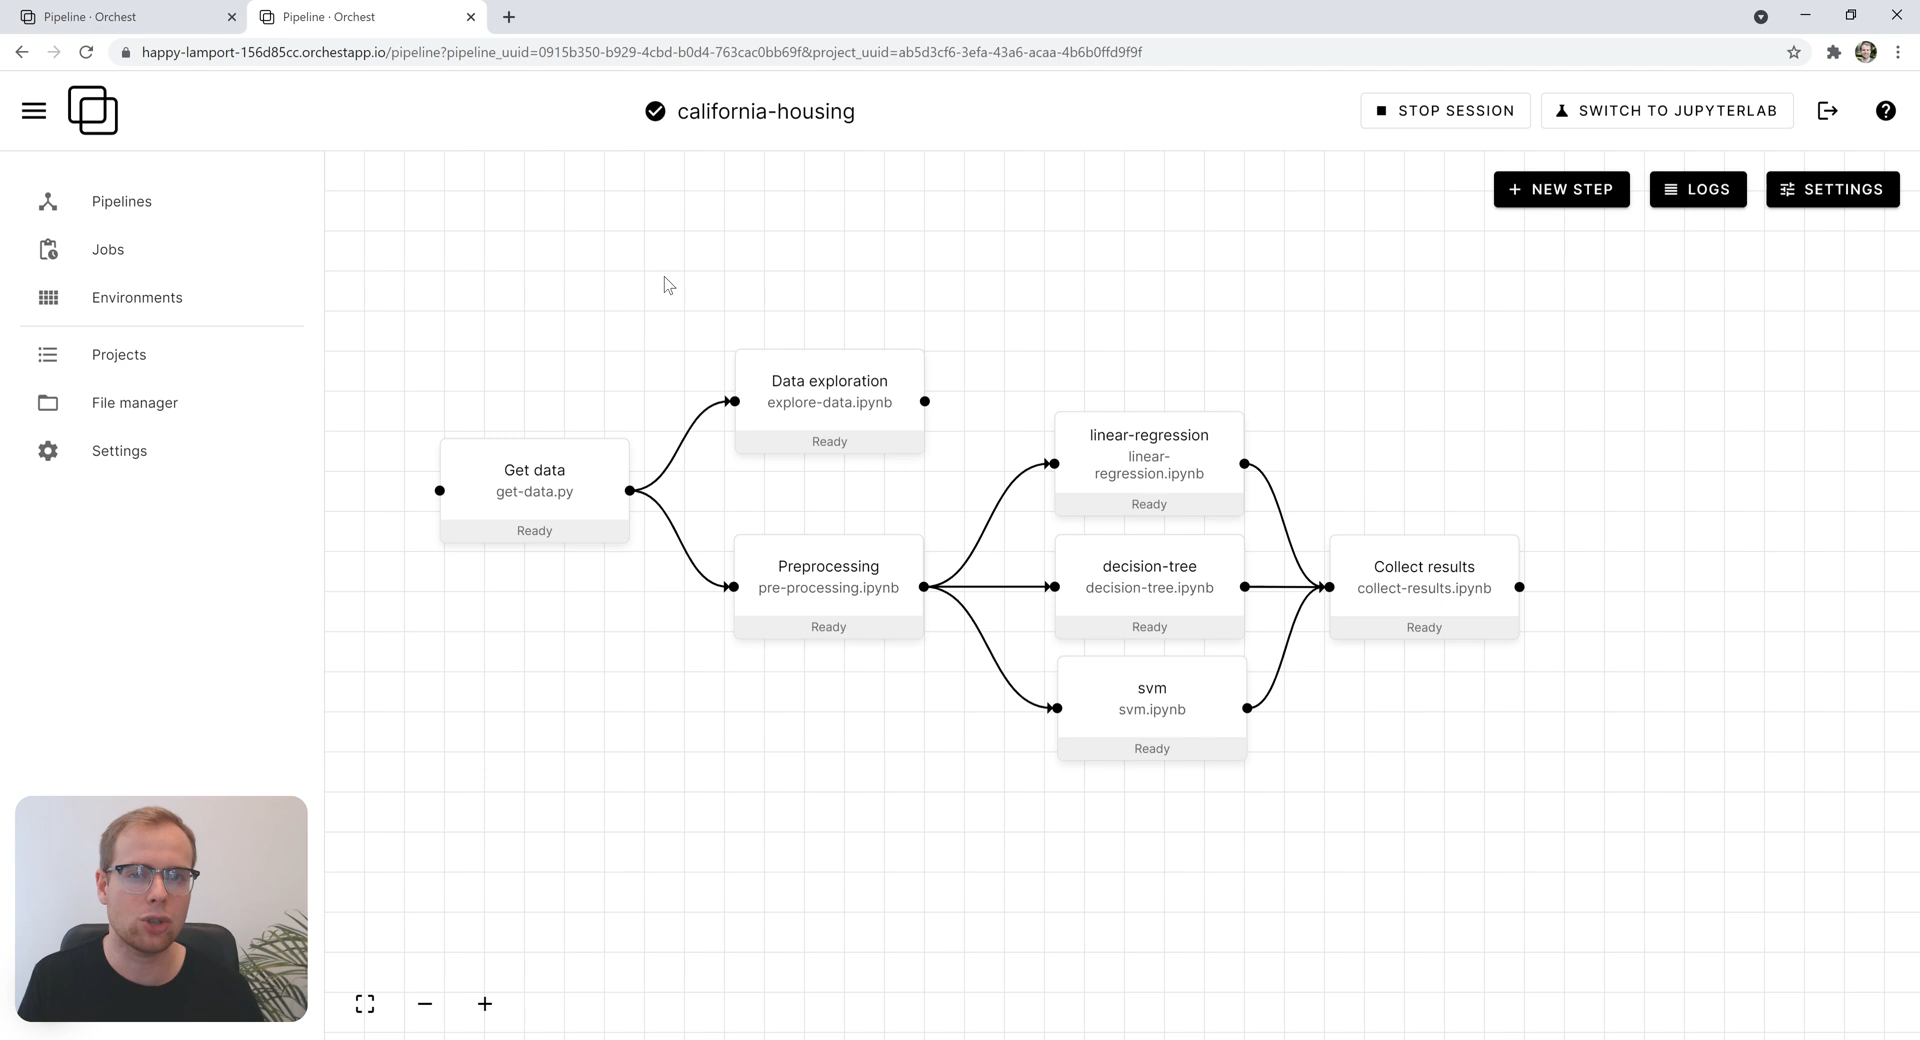 Pipeline · Orchest
Pipeline · Orchest
happy-lamport-156d85cc.orchestapp.io/pipeline?pipeline_uuid=0915b350-b929-4cbd-b0d4-763cac0bb69f&project_uuid=ab5d3cf6-3efa-43a6-acaa-4b6b0ffd9f9f
california-housing
STOP SESSION
SWITCH TO JUPYTERLAB
NEW STEP
LOGS
SETTINGS
Pipelines
Jobs
Environments
Projects
File manager
Settings
Get data
get-data.py
Ready
Data exploration
explore-data.ipynb
Ready
Preprocessing
pre-processing.ipynb
Ready
linear-regression
linear-
regression.ipynb
Ready
decision-tree
decision-tree.ipynb
Ready
svm
svm.ipynb
Ready
Collect results
collect-results.ipynb
Ready